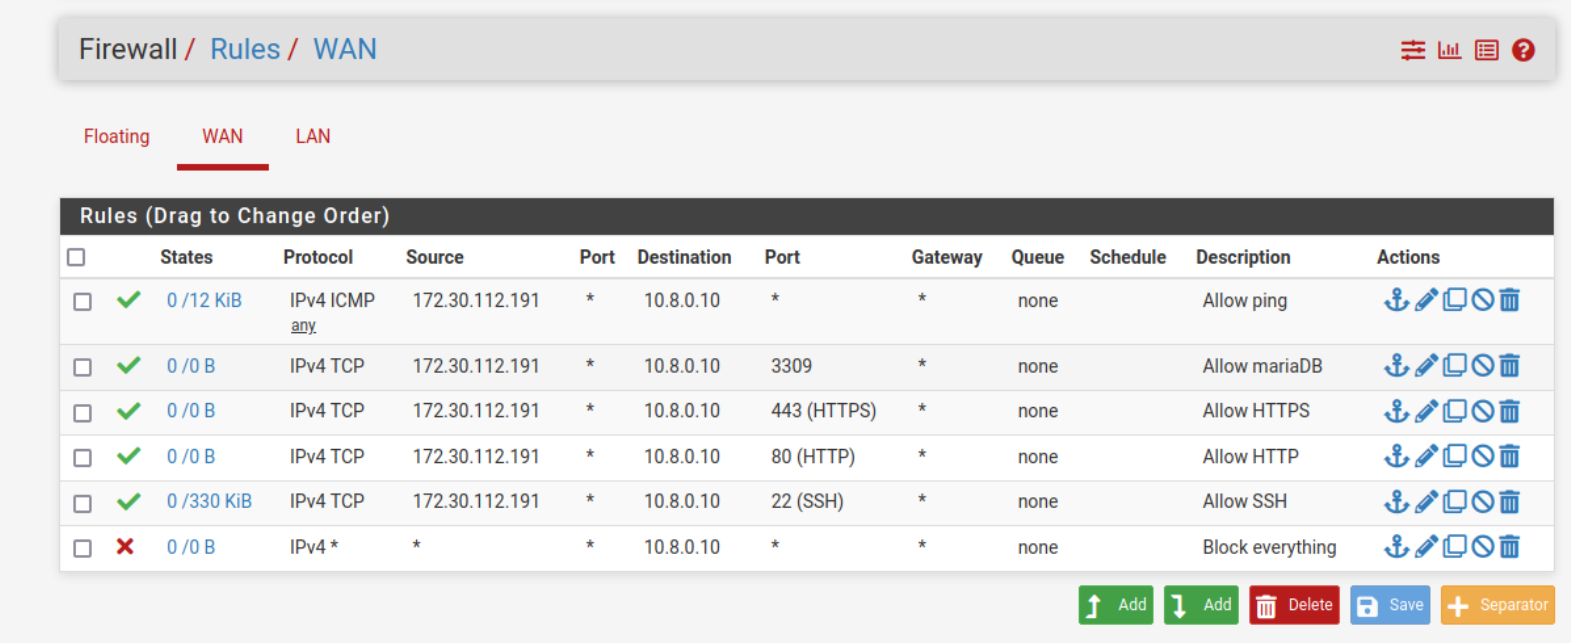 Firewall / Rules / WAN
Floating WAN LAN
Rules (Drag to Change Order)
States Protocol Source Port Destination Port Gateway Queue Schedule Description Actions
0 /12 KiB IPv4 ICMP 172.30.112.191 * 10.8.0.10 * * none Allow ping
any
0 /0 B IPv4 TCP 172.30.112.191 * 10.8.0.10 3309 * none Allow mariaDB
0 /0 B IPv4 TCP 172.30.112.191 * 10.8.0.10 443 (HTTPS) * none Allow HTTPS
0 /0 B IPv4 TCP 172.30.112.191 * 10.8.0.10 80 (HTTP) * none Allow HTTP
0 /330 KiB IPv4 TCP 172.30.112.191 * 10.8.0.10 22 (SSH) * none Allow SSH
0 /0 B IPv4 * * * 10.8.0.10 * * none Block everything
Add Add Delete Save Separator